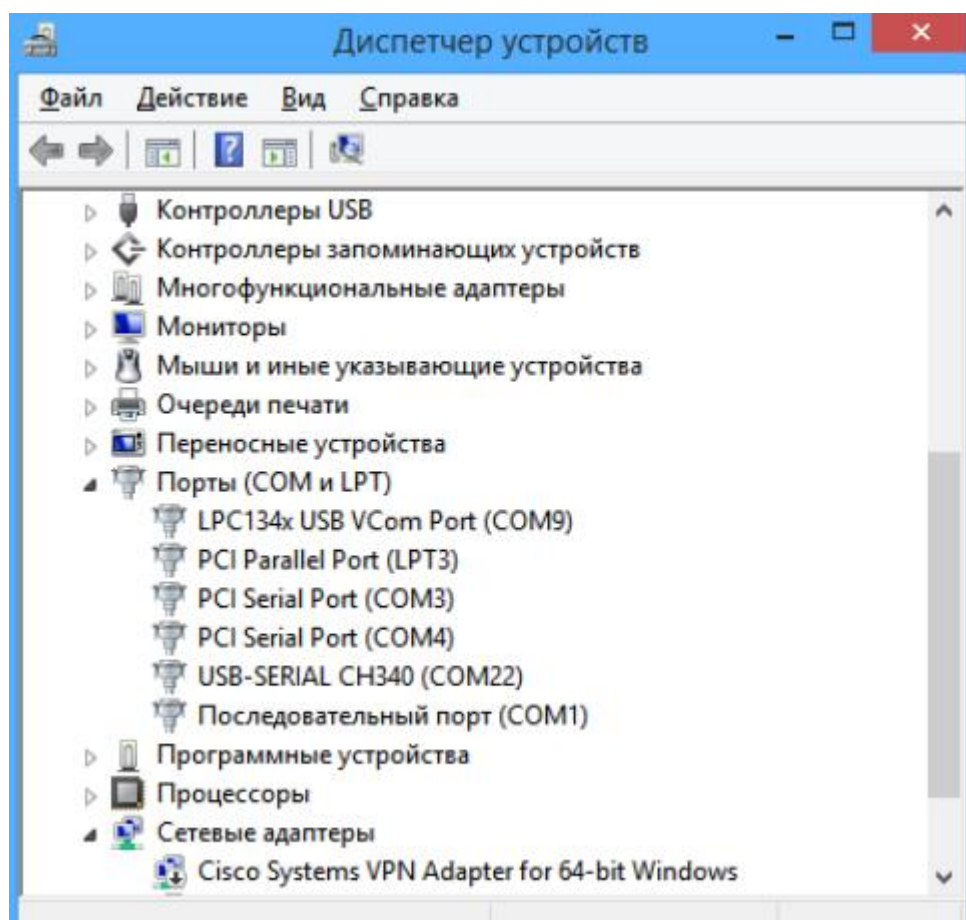 Диспетчер устройств
Файл Действие Вид Справка
Контроллеры USB
Контроллеры запоминающих устройств
Многофункциональные адаптеры
Мониторы
Мыши и иные указывающие устройства
Очереди печати
Переносные устройства
Порты (COM и LPT)
LPC134x USB VCom Port (COM9)
PCI Parallel Port (LPT3)
PCI Serial Port (COM3)
PCI Serial Port (COM4)
USB-SERIAL CH340 (COM22)
Последовательный порт (COM1)
Программные устройства
Процессоры
Сетевые адаптеры
Cisco Systems VPN Adapter for 64-bit Windows